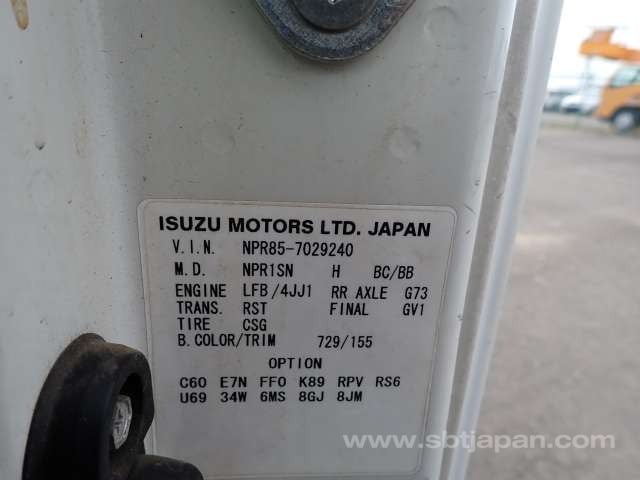 ISUZU MOTORS LTD. JAPAN
V.I.N. NPR85-7029240
M.D. NPR1SN H BC/BB
ENGINE LFB/4JJ1 RR AXLE G73
TRANS. RST FINAL GV1
TIRE CSG
B.COLOR/TRIM 729/155
OPTION
C60 E7N FF0 K89 RPV RS6
U69 34W 6MS 8GJ 8JM
www.sbtjapan.com